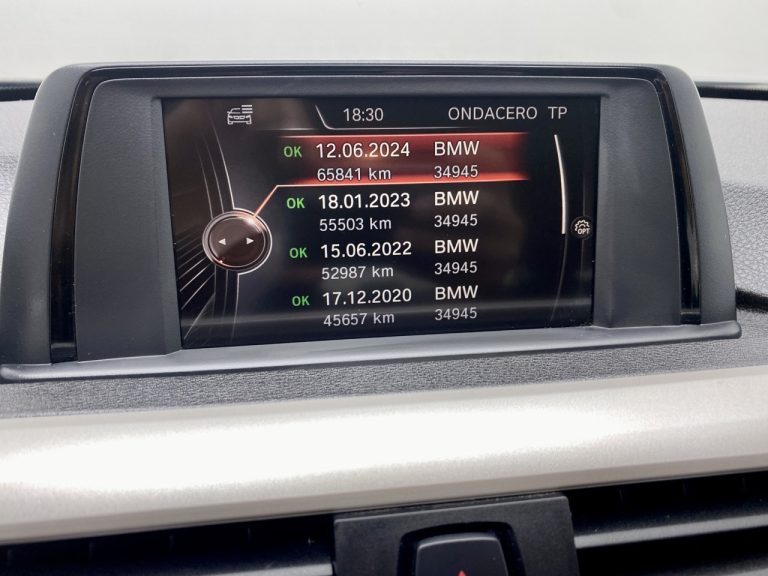 18:30 ONDACERO TP
OK 12.06.2024 BMW
65841 km 34945
OK 18.01.2023 BMW
55503 km 34945
OPT
OK 15.06.2022 BMW
52987 km 34945
OK 17.12.2020 BMW
45657 km 34945